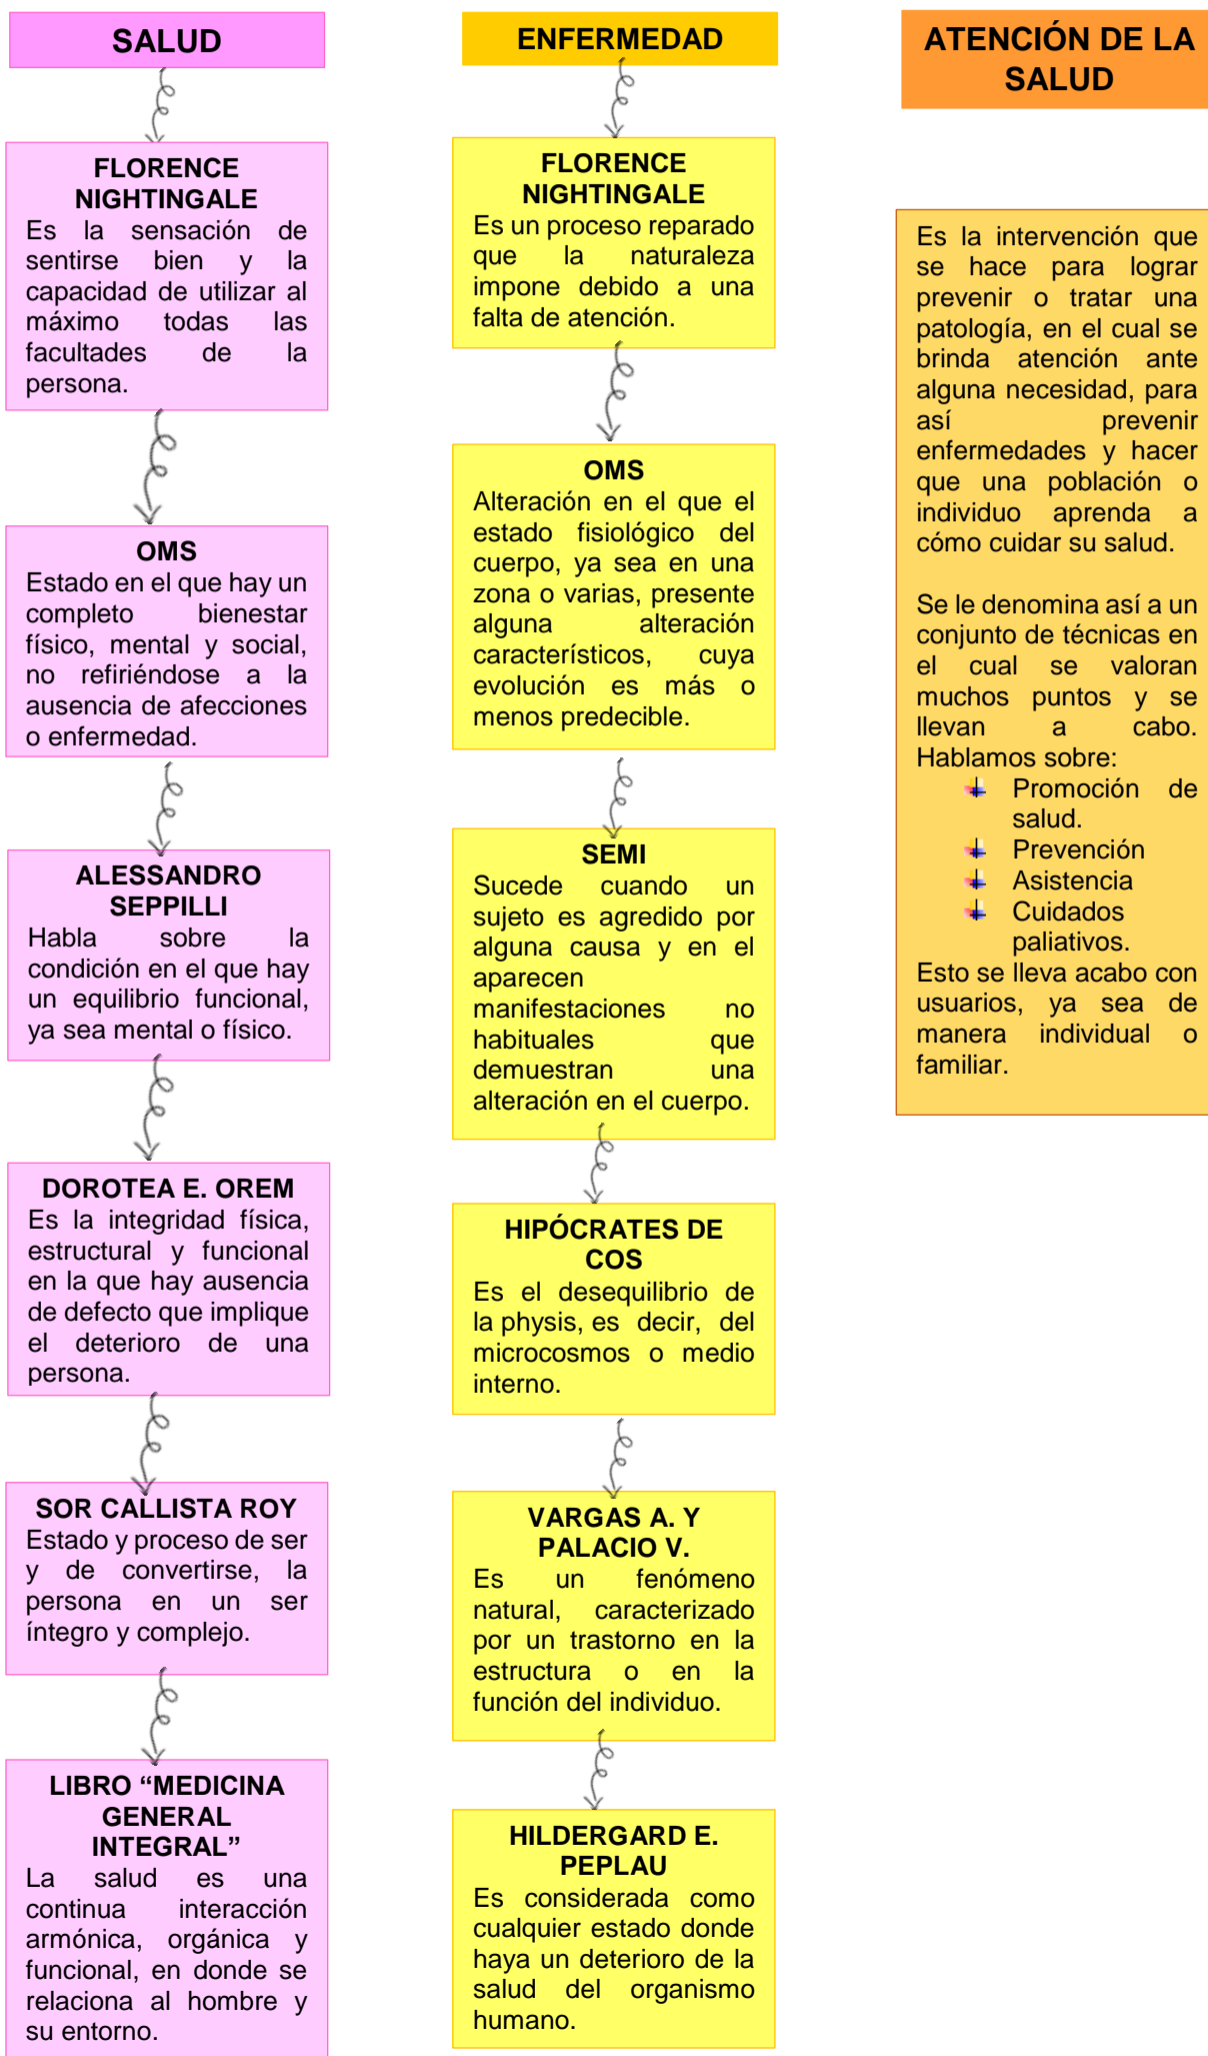 SALUD
FLORENCE
NIGHTINGALE
Es la sensación de
sentirse bien y la
capacidad de utilizar al
máximo todas las
facultades de la
persona.
OMS
Estado en el que hay un
completo bienestar
físico, mental y social,
no refiriéndose a la
ausencia de afecciones
o enfermedad.
ALESSANDRO
SEPPILLI
Habla sobre la
condición en el que hay
un equilibrio funcional,
ya sea mental o físico.
DOROTEA E. OREM
Es la integridad física,
estructural y funcional
en la que hay ausencia
de defecto que implique
el deterioro de una
persona.
SOR CALLISTA ROY
Estado y proceso de ser
y de convertirse, la
persona en un ser
íntegro y complejo.
LIBRO “MEDICINA
GENERAL
INTEGRAL”
La salud es una
continua interacción
armónica, orgánica y
funcional, en donde se
relaciona al hombre y
su entorno.
ENFERMEDAD
FLORENCE
NIGHTINGALE
Es un proceso reparado
que la naturaleza
impone debido a una
falta de atención.
OMS
Alteración en el que el
estado fisiológico del
cuerpo, ya sea en una
zona o varias, presente
alguna alteración
característicos, cuya
evolución es más o
menos predecible.
SEMI
Sucede cuando un
sujeto es agredido por
alguna causa y en el
aparecen
manifestaciones no
habituales que
demuestran una
alteración en el cuerpo.
HIPÓCRATES DE
COS
Es el desequilibrio de
la physis, es decir, del
microcosmos o medio
interno.
VARGAS A. Y
PALACIO V.
Es un fenómeno
natural, caracterizado
por un trastorno en la
estructura o en la
función del individuo.
HILDERGARD E.
PEPLAU
Es considerada como
cualquier estado donde
haya un deterioro de la
salud del organismo
humano.
ATENCIÓN DE LA
SALUD
Es la intervención que
se hace para lograr
prevenir o tratar una
patología, en el cual se
brinda atención ante
alguna necesidad, para
así prevenir
enfermedades y hacer
que una población o
individuo aprenda a
cómo cuidar su salud.
Se le denomina así a un
conjunto de técnicas en
el cual se valoran
muchos puntos y se
llevan a cabo.
Hablamos sobre:
Promoción de
salud.
Prevención
Asistencia
Cuidados
paliativos.
Esto se lleva acabo con
usuarios, ya sea de
manera individual o
familiar.